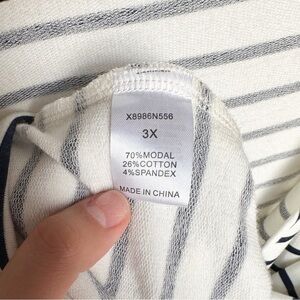 X8986N556
3X
70%MODAL
26%COTTON
4%SPANDEX
MADE IN CHINA